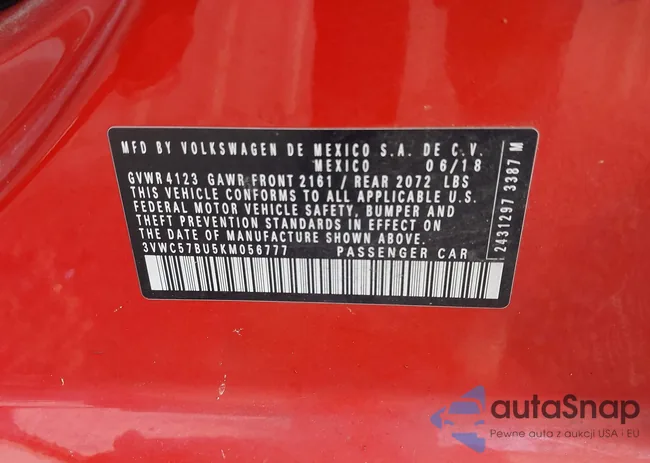 MFD BY VOLKSWAGEN DE MEXICO S.A. DE C.V.
MEXICO 06/18
GVWR 4123 GAWR FRONT 2161 / REAR 2072 LBS
THIS VEHICLE CONFORMS TO ALL APPLICABLE U.S.
FEDERAL MOTOR VEHICLE SAFETY, BUMPER AND
THEFT PREVENTION STANDARDS IN EFFECT ON
THE DATE OF MANUFACTURE SHOWN ABOVE.
3VWC57BU5KM056777 PASSENGER CAR
2431297 3387 M
autaSnap
Pewne auta z aukcji USA i EU